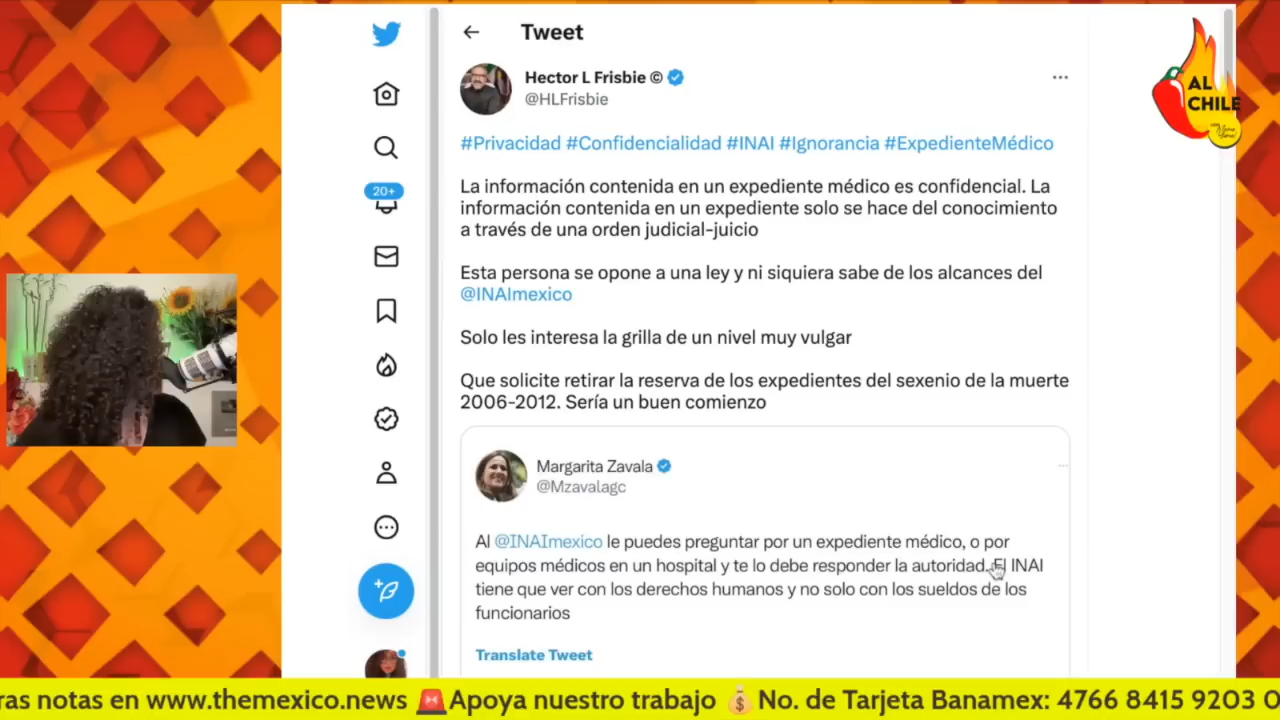 Tweet
Hector L Frisbie ©
@HLFrisbie
#Privacidad #Confidencialidad #INAI #Ignorancia #ExpedienteMédico
La información contenida en un expediente médico es confidencial. La
información contenida en un expediente solo se hace del conocimiento
a través de una orden judicial-juicio
Esta persona se opone a una ley y ni siquiera sabe de los alcances del
@INAImexico
Solo les interesa la grilla de un nivel muy vulgar
Que solicite retirar la reserva de los expedientes del sexenio de la muerte
2006-2012. Sería un buen comienzo
Margarita Zavala
@Mzavalagc
Al @INAImexico le puedes preguntar por un expediente médico, o por
equipos médicos en un hospital y te lo debe responder la autoridad. El INAI
tiene que ver con los derechos humanos y no solo con los sueldos de los
funcionarios
Translate Tweet
20+
AL
CHILE
ras notas en www.themexico.news 🚨Apoya nuestro trabajo 💰No. de Tarjeta Banamex: 4766 8415 9203 0